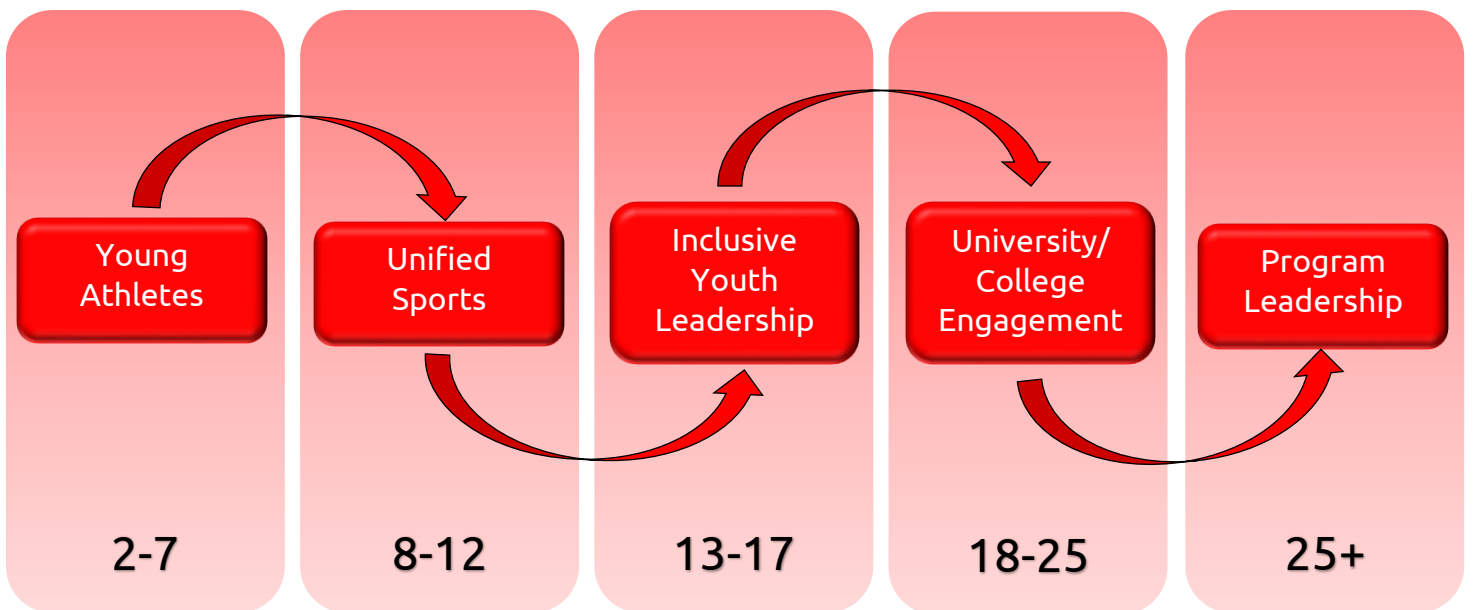 Young
Athletes
Unified
Sports
Inclusive
Youth
Leadership
University/
College
Engagement
Program
Leadership
2-7
8-12
13-17
18-25
25+